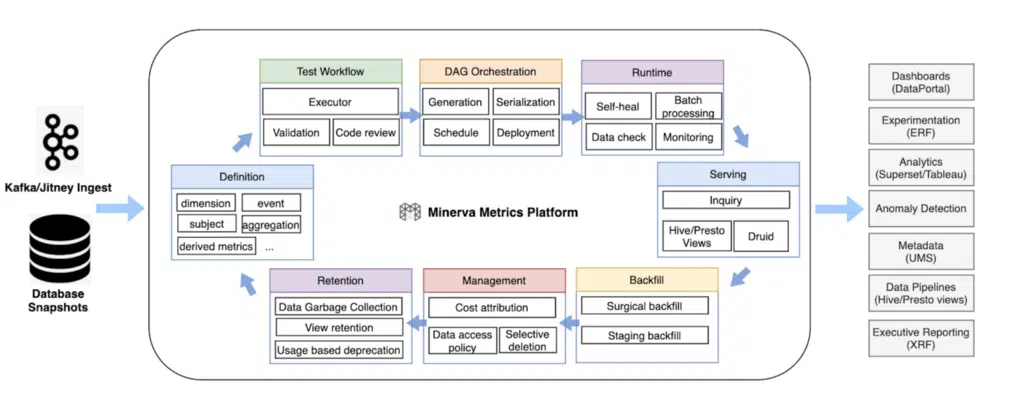 Kafka/Jitney Ingest
Database
Snapshots
Test Workflow
Executor
Validation
Code review
DAG Orchestration
Generation
Serialization
Schedule
Deployment
Runtime
Self-heal
Batch
processing
Data check
Monitoring
Definition
dimension
event
subject
aggregation
derived metrics
...
Minerva Metrics Platform
Serving
Inquiry
Hive/Presto
Views
Druid
Retention
Data Garbage Collection
View retention
Usage based deprecation
Management
Cost attribution
Data access
policy
Selective
deletion
Backfill
Surgical backfill
Staging backfill
Dashboards
(DataPortal)
Experimentation
(ERF)
Analytics
(Superset/Tableau)
Anomaly Detection
Metadata
(UMS)
Data Pipelines
(Hive/Presto views)
Executive Reporting
(XRF)